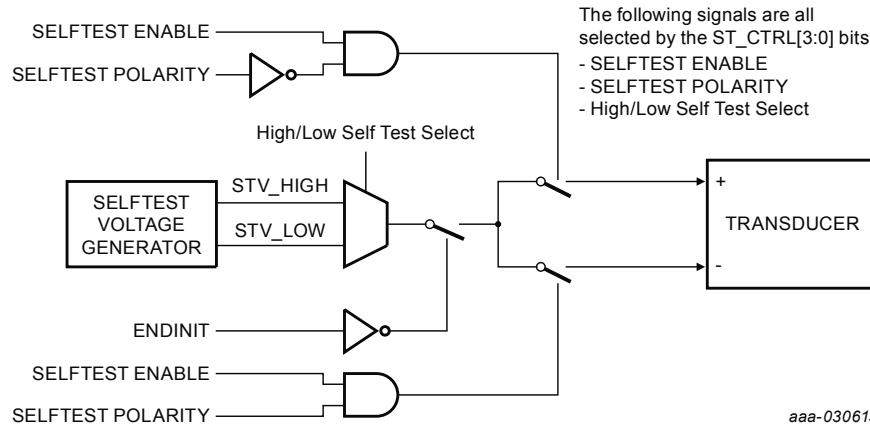 SELFTEST ENABLE
SELFTEST POLARITY
The following signals are all
selected by the ST_CTRL[3:0] bits
- SELFTEST ENABLE
- SELFTEST POLARITY
- High/Low Self Test Select
High/Low Self Test Select
SELFTEST
VOLTAGE
GENERATOR
STV_HIGH
STV_LOW
+
TRANSDUCER
-
ENDINIT
SELFTEST ENABLE
SELFTEST POLARITY